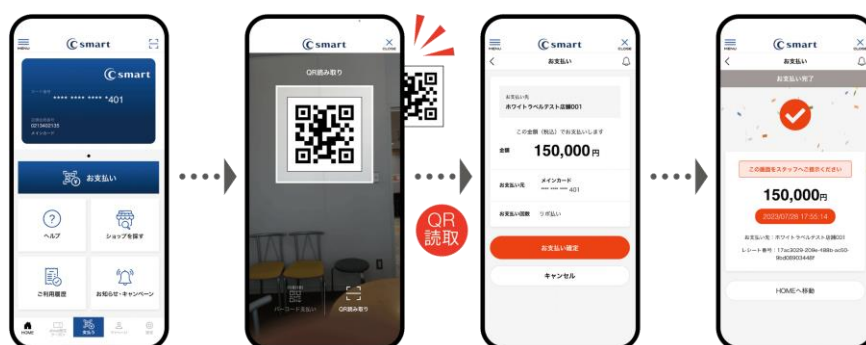 MENU
C smart
C smart
**** **** **** *401
メインカード
お支払い
ヘルプ
ショップを探す
ご利用履歴
お知らせ・キャンペーン
HOME
支払う
C smart
CLOSE
QR読み取り
バーコード支払い
QR読み取り
QR
読取
MENU
C smart
CLOSE
お支払い
お支払い先
ホワイトラベルテスト店舗001
この金額（税込）でお支払いします
金額
150,000円
お支払い元
メインカード
**** **** **** 401
お支払い回数
リボ払い
お支払い確定
キャンセル
MENU
C smart
CLOSE
お支払い
お支払い完了
この画面をスタッフへご提示ください
150,000円
2023/07/28 17:55:14
お支払い先：ホワイトラベルテスト店舗001
レシート番号：
HOMEへ移動